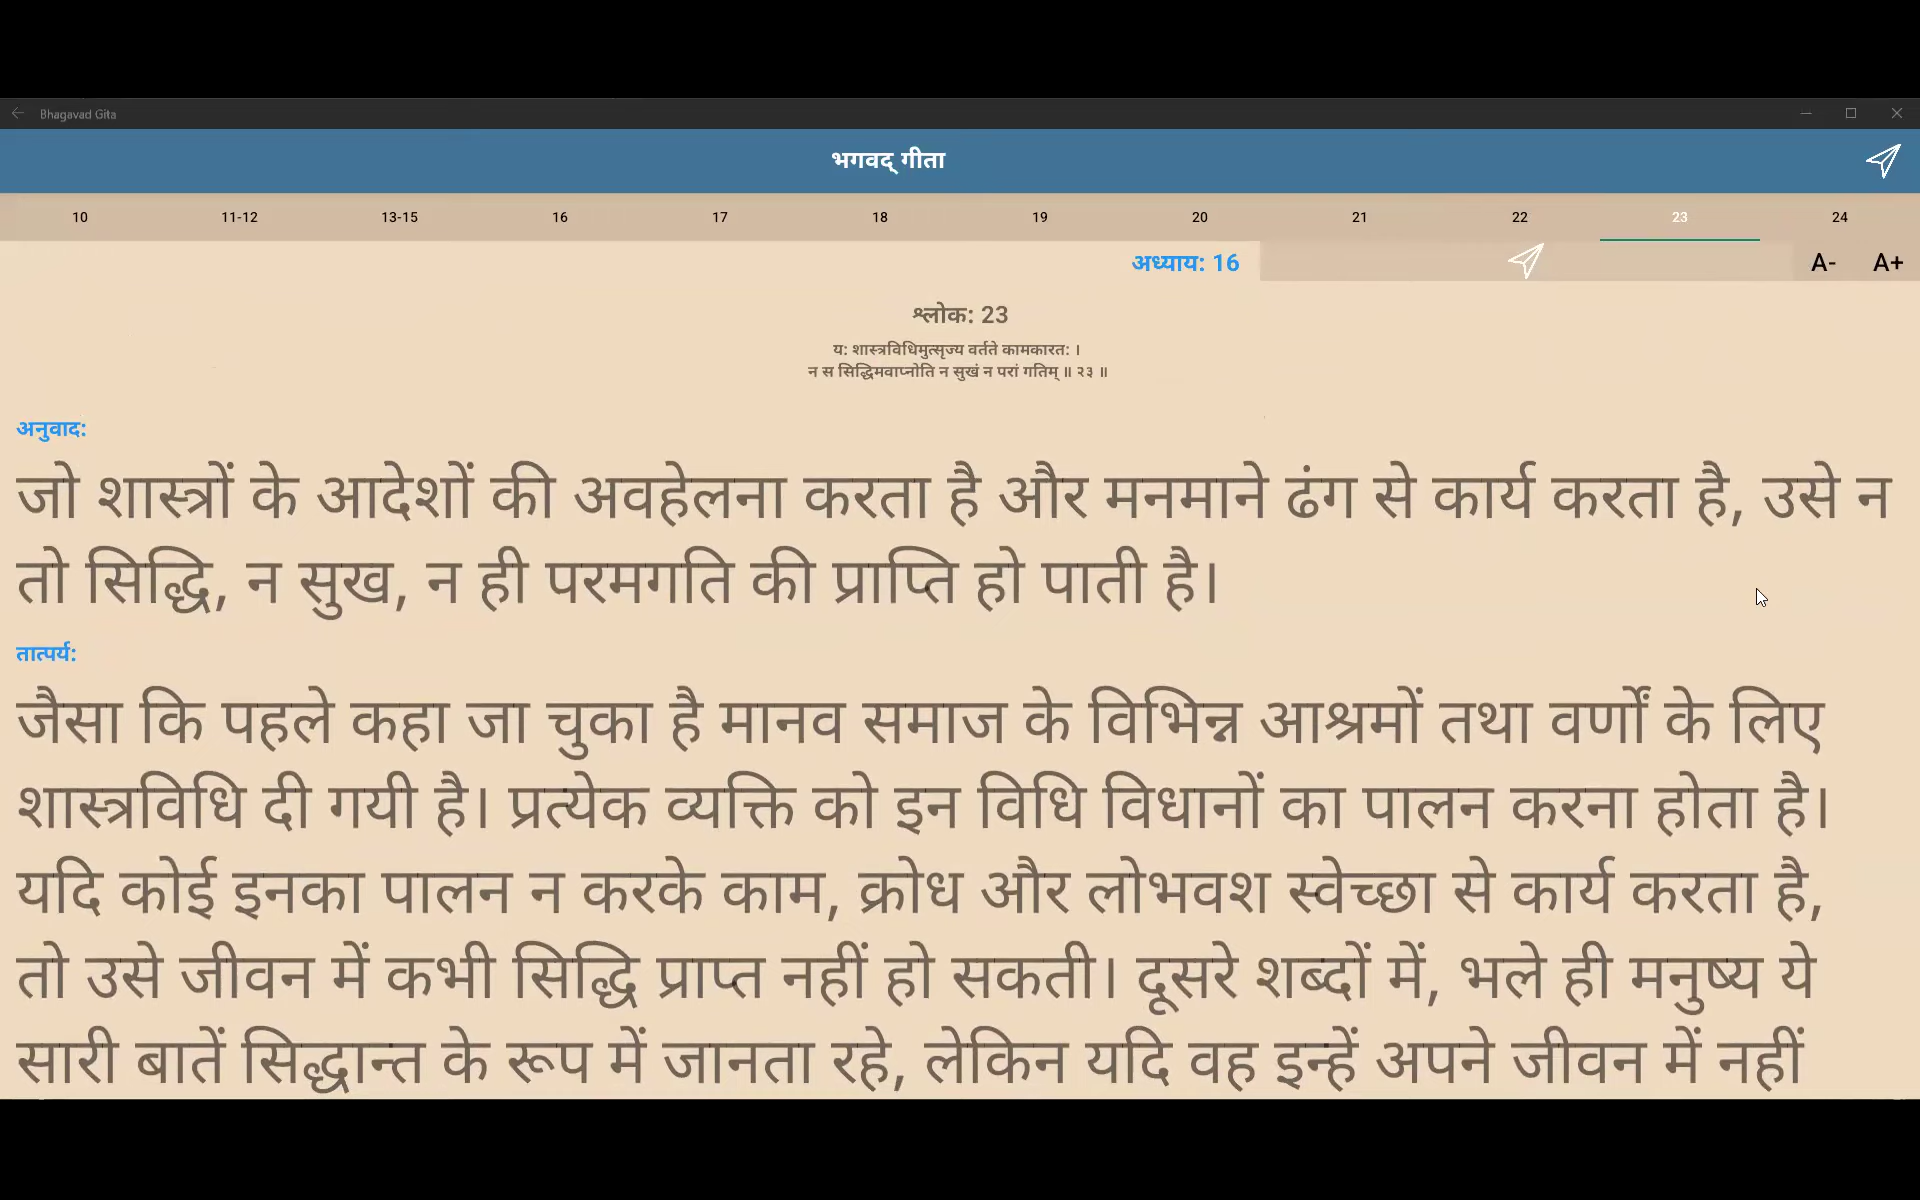 Bhagavad Gita
भगवद् गीता
10 11-12 13-15 16 17 18 19 20 21 22 23 24
अध्याय: 16 A- A+
श्लोक: 23
य: शास्त्रविधिमुत्सृज्य वर्तते कामकारत: ।
न स सिद्धिमवाप्नोति न सुखं न परां गतिम् ॥ २३ ॥
अनुवाद:
जो शास्त्रों के आदेशों की अवहेलना करता है और मनमाने ढंग से कार्य करता है, उसे न
तो सिद्धि, न सुख, न ही परमगति की प्राप्ति हो पाती है।
तात्पर्य:
जैसा कि पहले कहा जा चुका है मानव समाज के विभिन्न आश्रमों तथा वर्णों के लिए
शास्त्रविधि दी गयी है। प्रत्येक व्यक्ति को इन विधि विधानों का पालन करना होता है।
यदि कोई इनका पालन न करके काम, क्रोध और लोभवश स्वेच्छा से कार्य करता है,
तो उसे जीवन में कभी सिद्धि प्राप्त नहीं हो सकती। दूसरे शब्दों में, भले ही मनुष्य ये
सारी बातें सिद्धान्त के रूप में जानता रहे, लेकिन यदि वह इन्हें अपने जीवन में नहीं